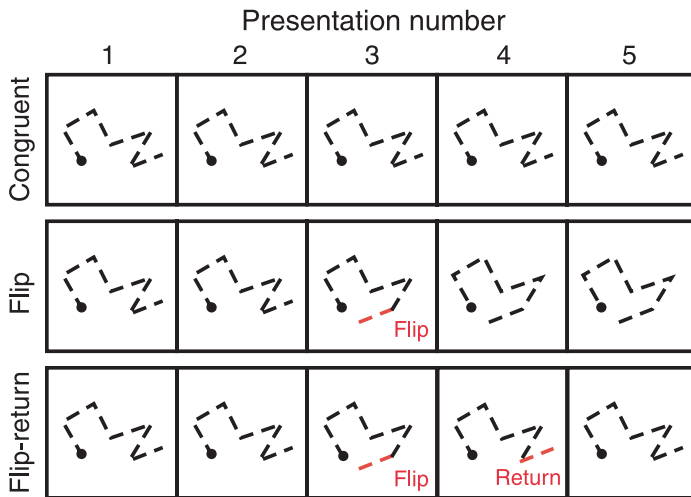 Presentation number
1 2 3 4 5
Congruent
Flip
Flip
Flip-return
Flip
Return